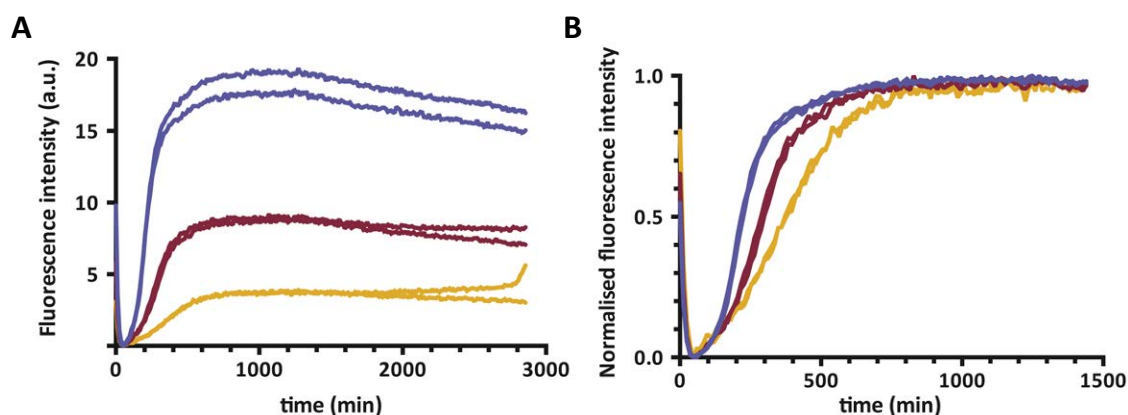 A
Fluorescence intensity (a.u.)
20
15
10
5
0
1000
2000
3000
time (min)
B
Normalised fluorescence intensity
1.0
0.5
0.0
0
500
1000
1500
time (min)